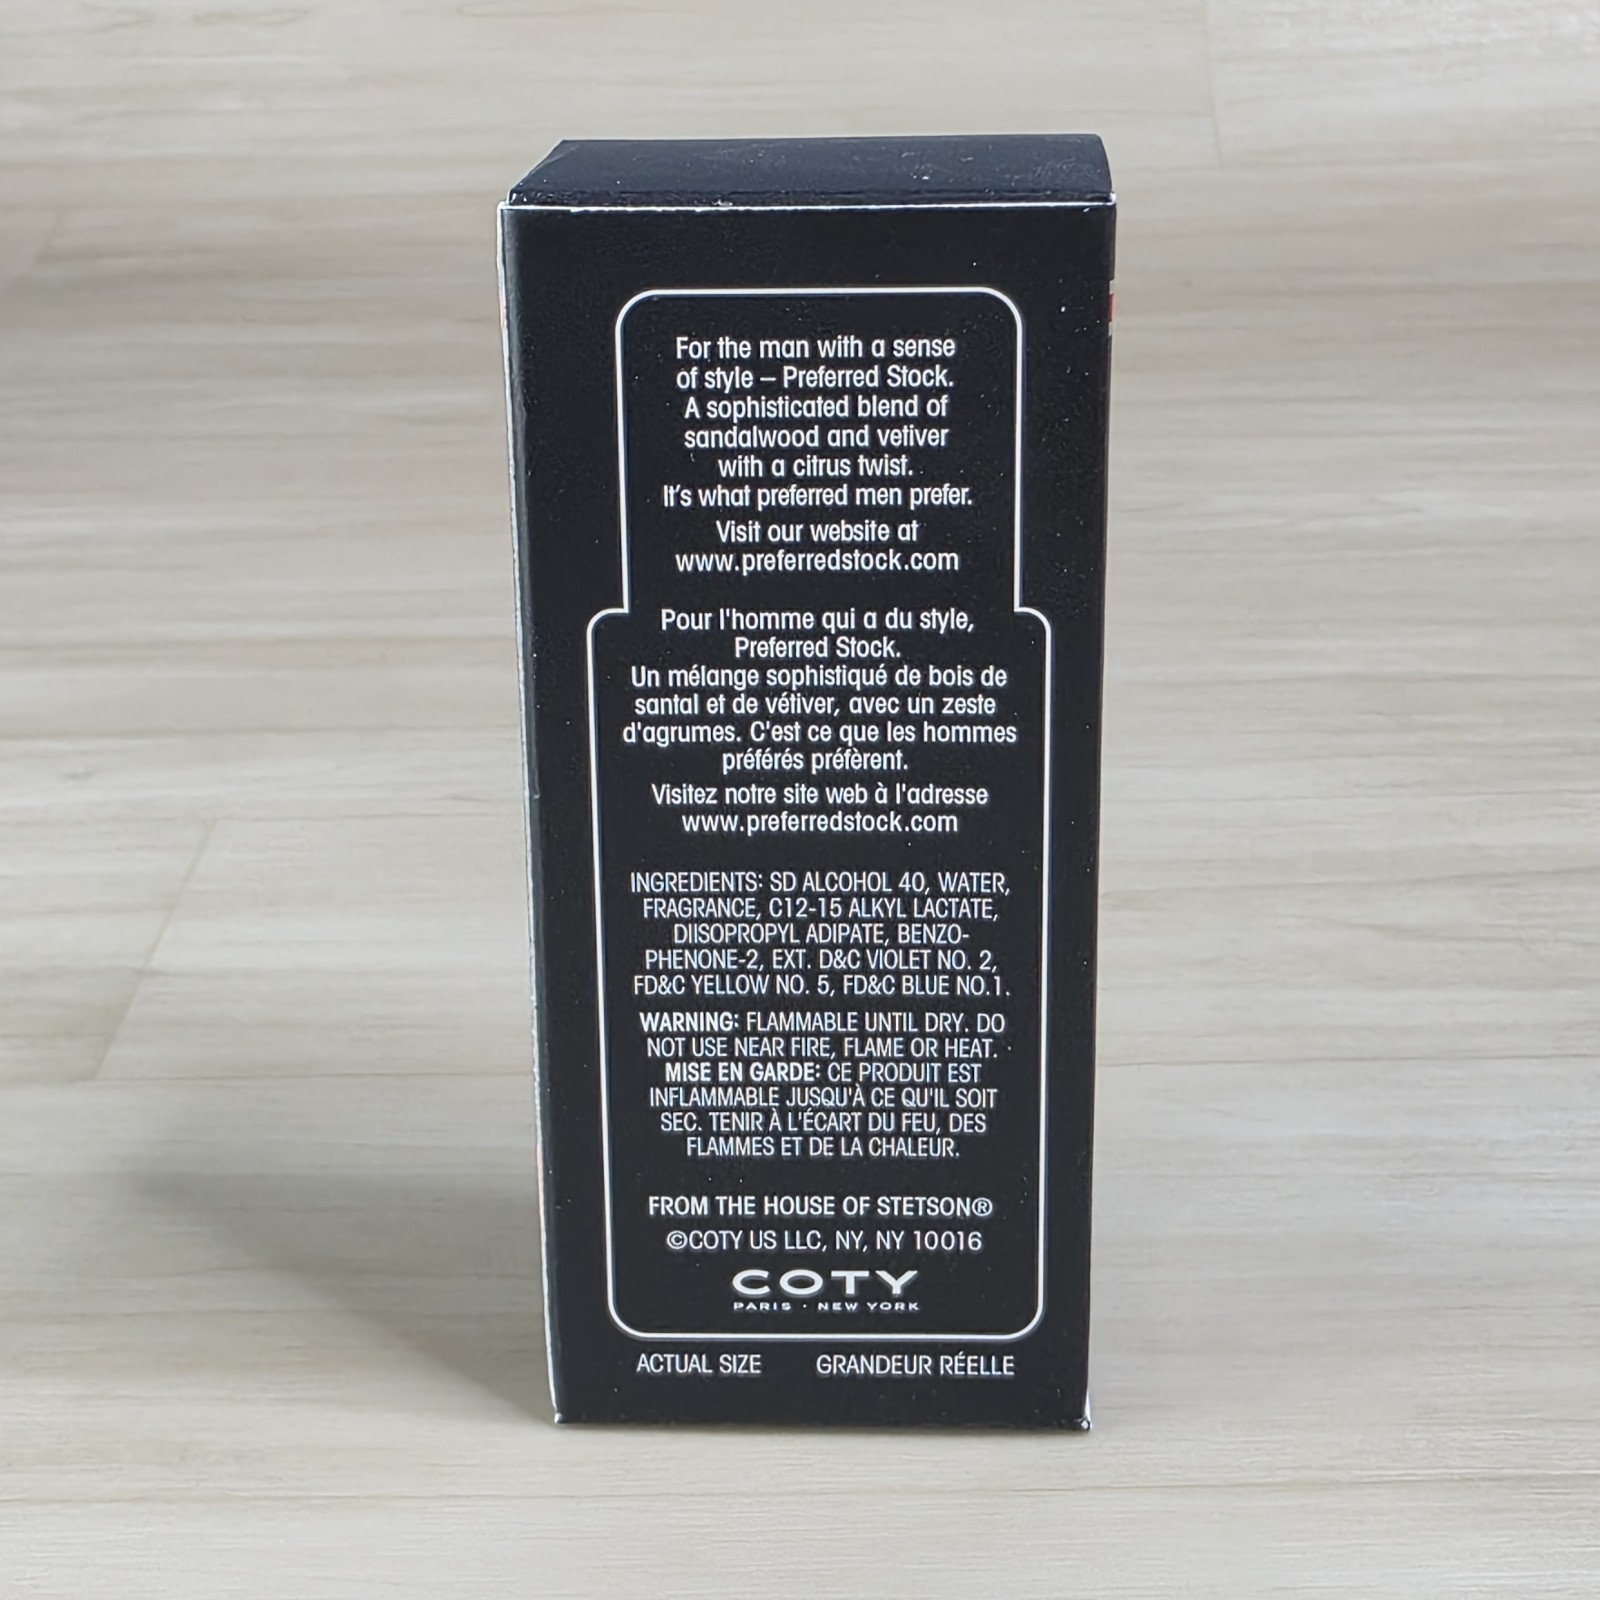 For the man with a sense
of style – Preferred Stock.
A sophisticated blend of
sandalwood and vetiver
with a citrus twist.
It's what preferred men prefer.
Visit our website at
www.preferredstock.com
Pour l'homme qui a du style,
Preferred Stock.
Un mélange sophistiqué de bois de
santal et de vétiver, avec un zeste
d'agrumes. C'est ce que les hommes
préférés préfèrent.
Visitez notre site web à l'adresse
www.preferredstock.com
INGREDIENTS: SD ALCOHOL 40, WATER,
FRAGRANCE, C12-15 ALKYL LACTATE,
DIISOPROPYL ADIPATE, BENZO-
PHENONE-2, EXT. D&C VIOLET NO. 2,
FD&C YELLOW NO. 5, FD&C BLUE NO.1.
WARNING: FLAMMABLE UNTIL DRY. DO
NOT USE NEAR FIRE, FLAME OR HEAT.
MISE EN GARDE: CE PRODUIT EST
INFLAMMABLE JUSQU'À CE QU'IL SOIT
SEC. TENIR À L'ÉCART DU FEU, DES
FLAMMES ET DE LA CHALEUR.
FROM THE HOUSE OF STETSON®
©COTY US LLC, NY, NY 10016
COTY
PARIS · NEW YORK
ACTUAL SIZE GRANDEUR RÉELLE